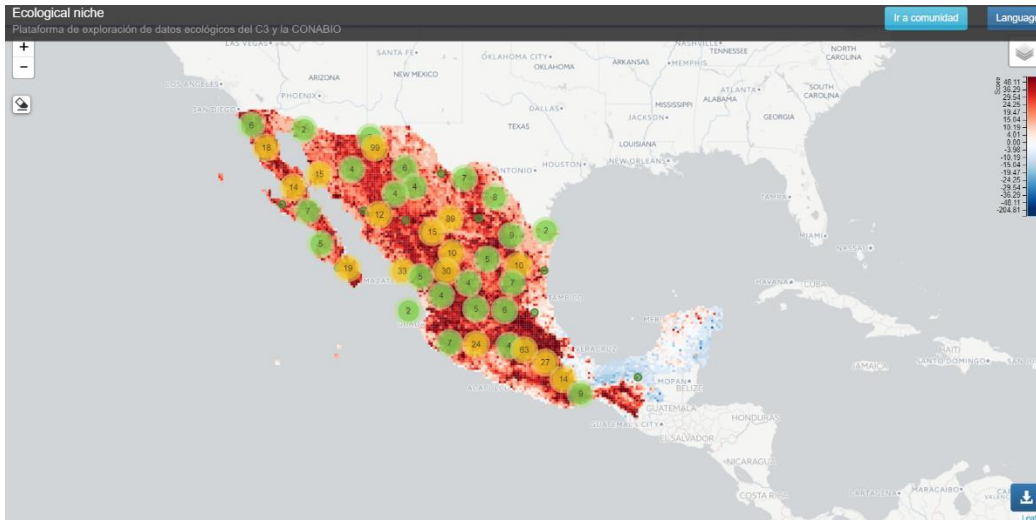 Ecological niche
Plataforma de exploración de datos ecológicos del C3 y la CONABIO
Ir a comunidad
Language
+
−
LAS VEGAS
SANTA FE
OKLAHOMA CITY
OKLAHOMA
ARKANSAS
MEMPHIS
NASHVILLE
TENNESSEE
NORTH
CAROLINA
LOS ANGELES
ARIZONA
PHOENIX
NEW MEXICO
SAN DIEGO
DALLAS
TEXAS
MISSISSIPPI
JACKSON
ALABAMA
ATLANTA
GEORGIA
SOUTH
CAROLINA
LOUISIANA
HOUSTON
NEW ORLEANS
ANTONIO
TAMPA
MIAMI
NASSAU
HAVANA
CUBA
MAZAT
TAMPICO
MER
VERACRUZ
ACAPUL
MOPAN
BELIZE
GUATEMALA
GUATEMALA CITY
HONDURAS
EL SALVADOR
NICARAGUA
MANAGUA
COSTA RICA
JAMAICA
HAITI
SANTO DOMINGO
SAN JU
CARTAGENA
MARACAIBO
Score
48.11
36.29
29.54
24.25
19.47
15.04
10.19
4.01
0.00
-3.98
-10.19
-15.04
-19.47
-24.25
-29.54
-36.29
-48.11
-204.81
6
2
18
99
15
4
6
4
4
7
8
14
7
12
89
15
9
2
5
10
5
10
19
33
5
30
4
7
4
2
5
6
7
24
4
63
27
14
9